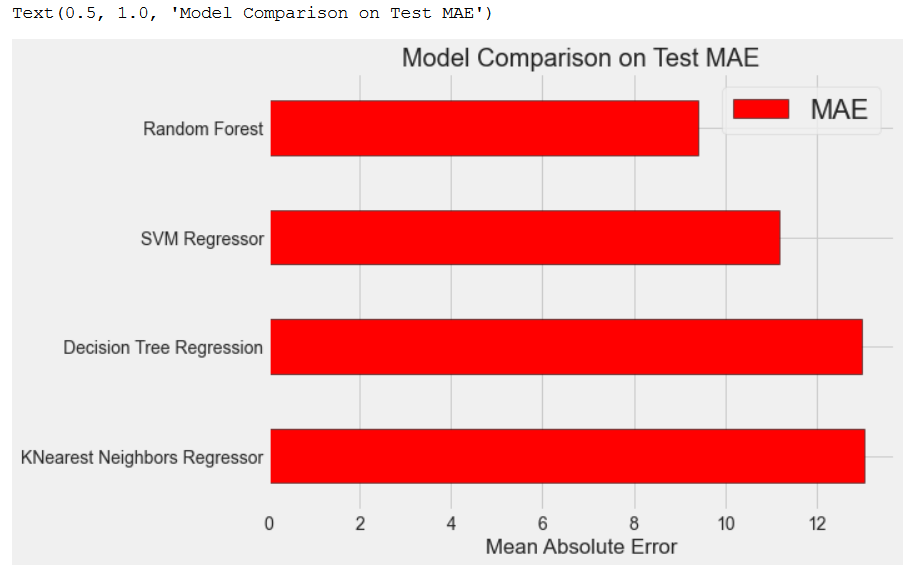 Text(0.5, 1.0, 'Model Comparison on Test MAE')
Model Comparison on Test MAE
MAE
Random Forest
SVM Regressor
Decision Tree Regression
KNearest Neighbors Regressor
0 2 4 6 8 10 12
Mean Absolute Error